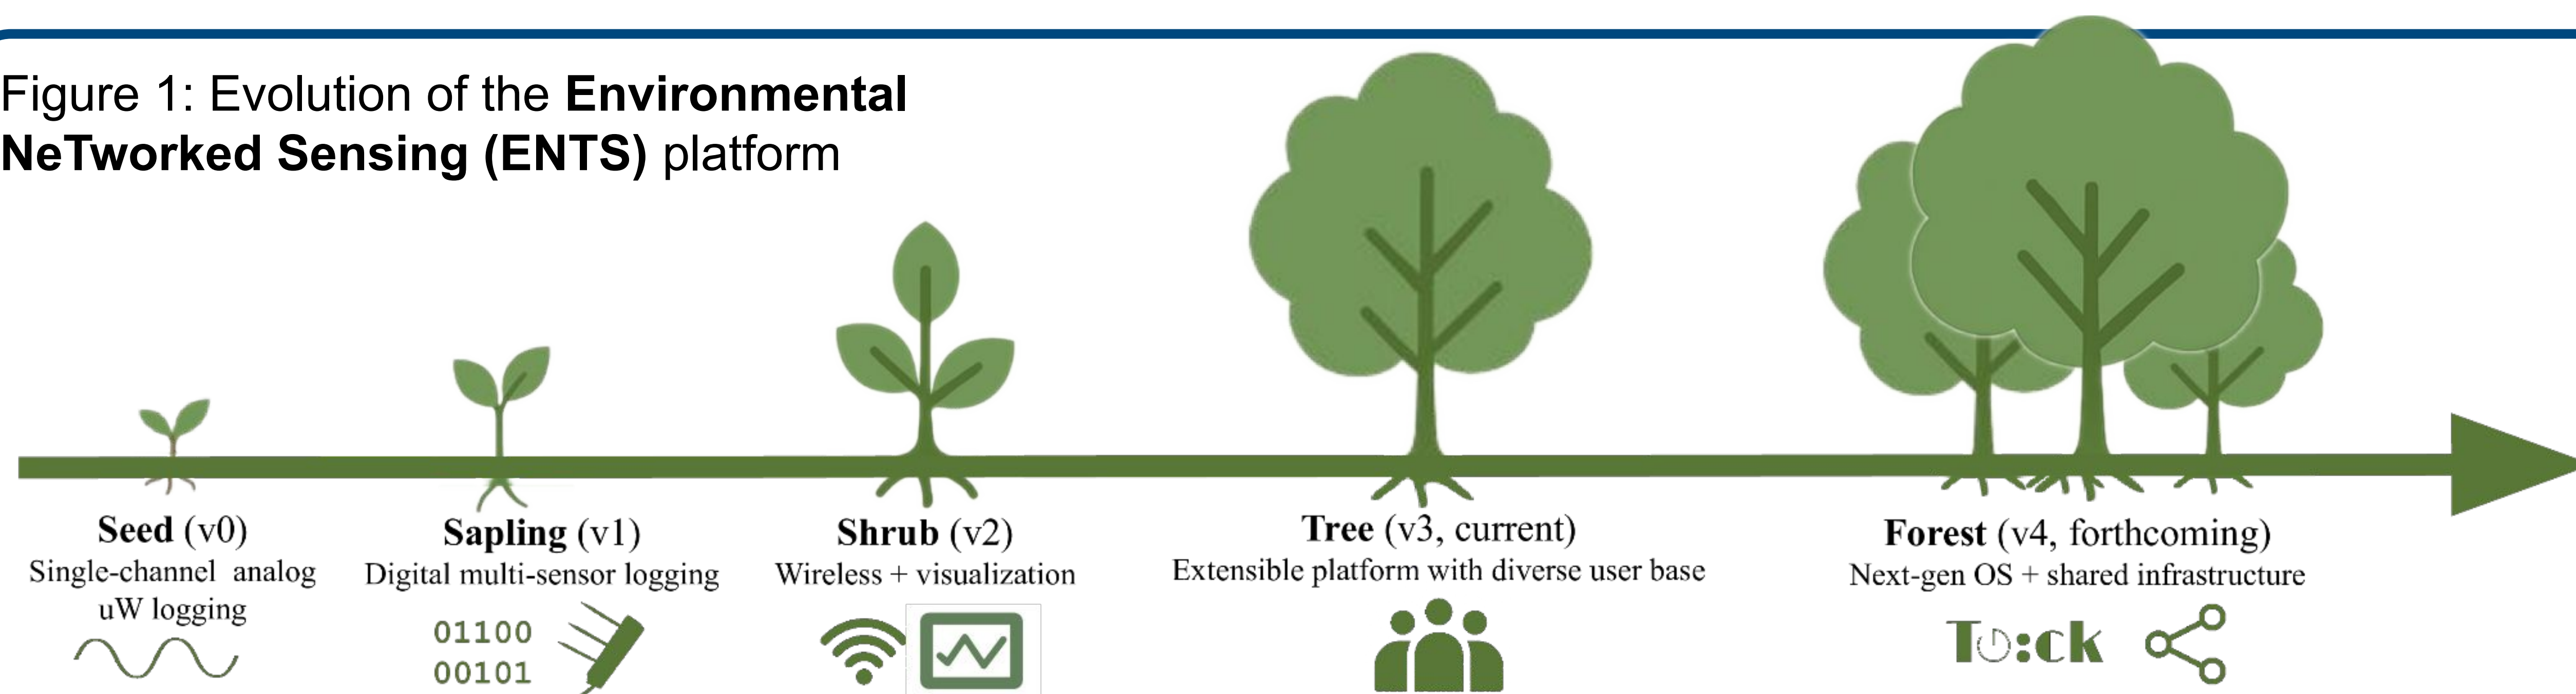 Figure 1: Evolution of the Environmental
NeTworked Sensing (ENTS) platform
Seed (v0)
Single-channel analog
uW logging
Sapling (v1)
Digital multi-sensor logging
01100
00101
Shrub (v2)
Wireless + visualization
Tree (v3, current)
Extensible platform with diverse user base
Forest (v4, forthcoming)
Next-gen OS + shared infrastructure
Tock